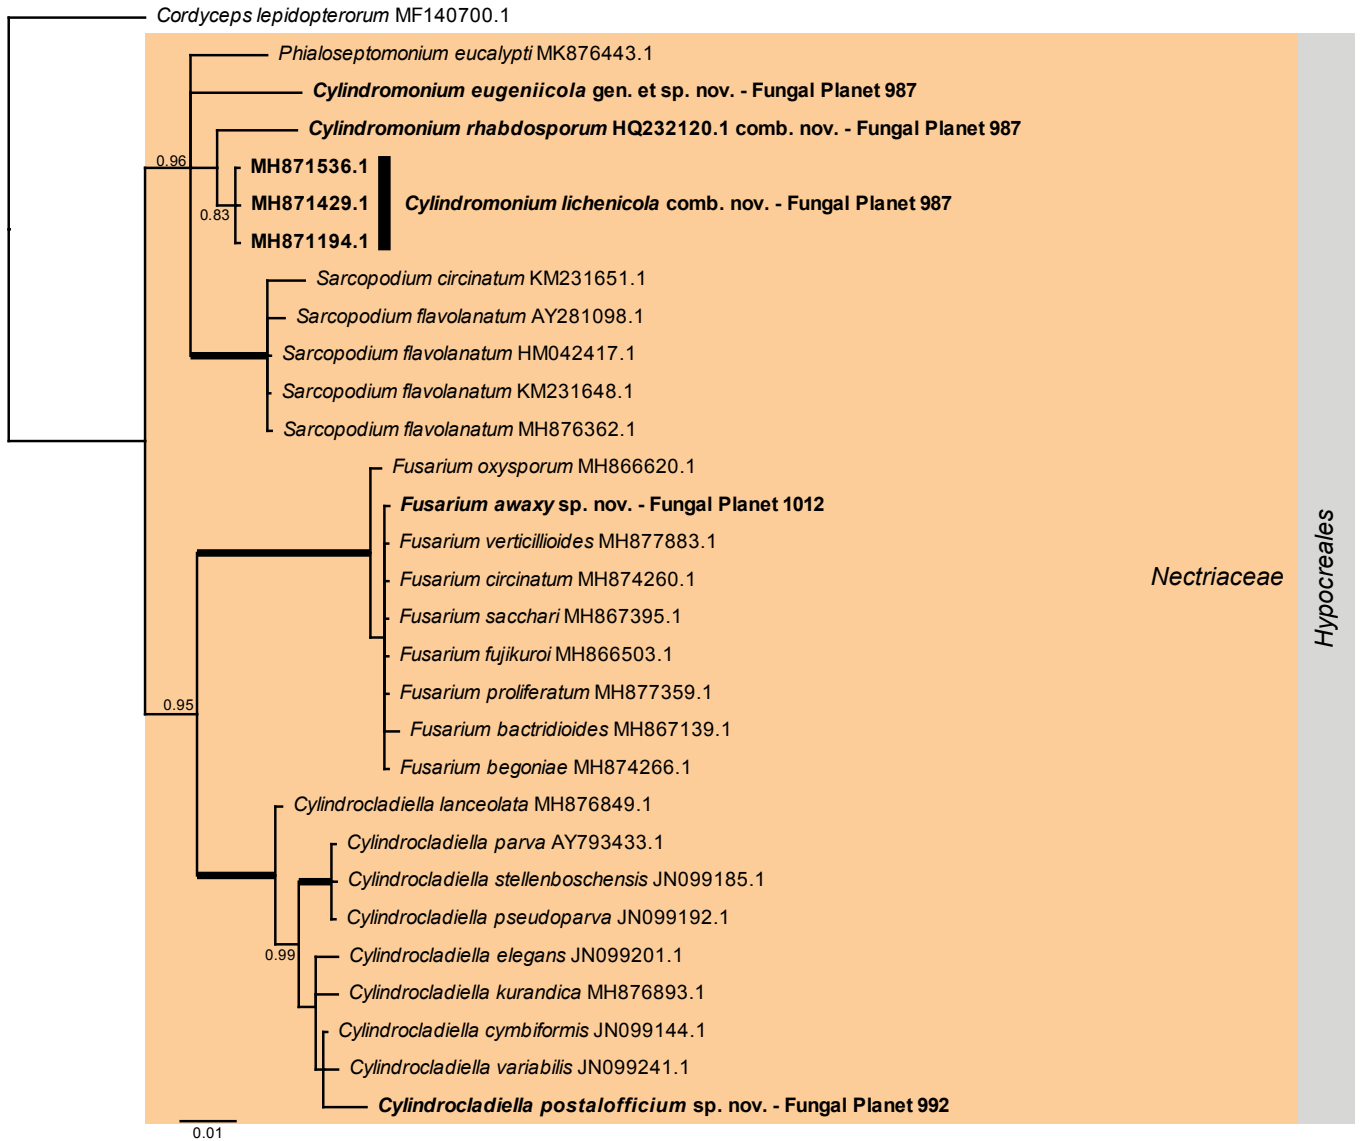 Cordyceps lepidopterorum MF140700.1
Phialoseptomonium eucalypti MK876443.1
Cylindromonium eugeniicola gen. et sp. nov. - Fungal Planet 987
Cylindromonium rhabdosporum HQ232120.1 comb. nov. - Fungal Planet 987
0.96
MH871536.1
MH871429.1
Cylindromonium lichenicola comb. nov. - Fungal Planet 987
0.83
MH871194.1
Sarcopodium circinatum KM231651.1
Sarcopodium flavolanatum AY281098.1
Sarcopodium flavolanatum HM042417.1
Sarcopodium flavolanatum KM231648.1
Sarcopodium flavolanatum MH876362.1
Fusarium oxysporum MH866620.1
Fusarium awaxy sp. nov. - Fungal Planet 1012
Fusarium verticillioides MH877883.1
Fusarium circinatum MH874260.1
Nectriaceae
Hypocreales
Fusarium sacchari MH867395.1
Fusarium fujikuroi MH866503.1
Fusarium proliferatum MH877359.1
0.95
Fusarium bactridioides MH867139.1
Fusarium begoniae MH874266.1
Cylindrocladiella lanceolata MH876849.1
Cylindrocladiella parva AY793433.1
Cylindrocladiella stellenboschensis JN099185.1
Cylindrocladiella pseudoparva JN099192.1
0.99
Cylindrocladiella elegans JN099201.1
Cylindrocladiella kurandica MH876893.1
Cylindrocladiella cymbiformis JN099144.1
Cylindrocladiella variabilis JN099241.1
Cylindrocladiella postalofficium sp. nov. - Fungal Planet 992
0.01